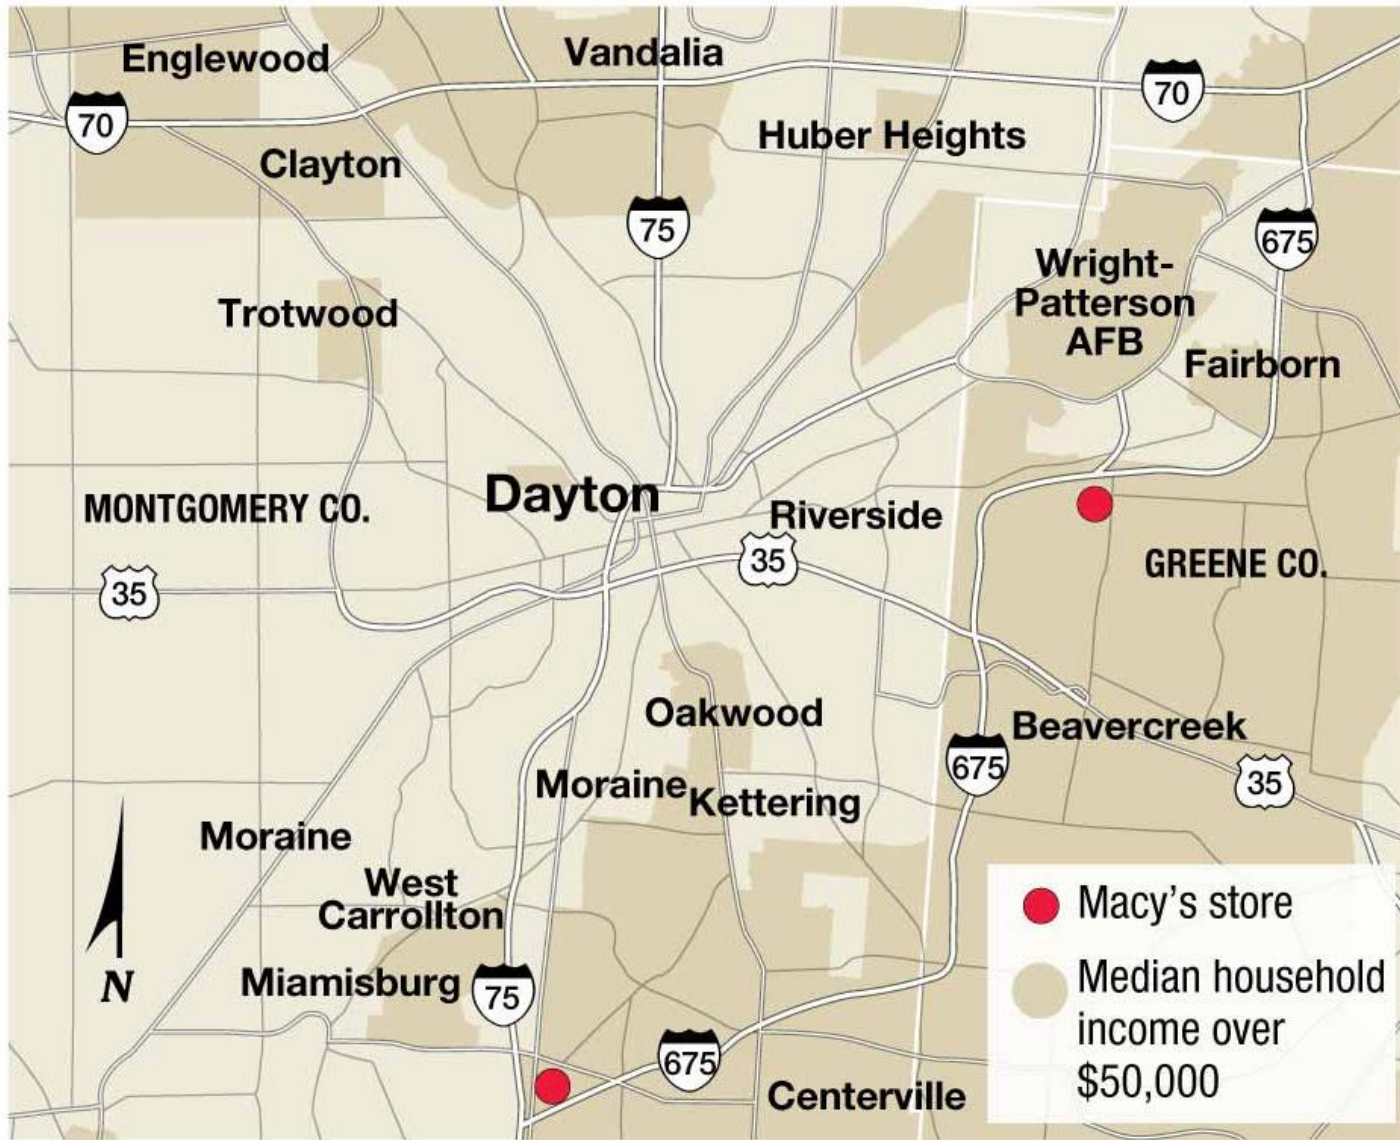 Englewood
Vandalia
70
70
Huber Heights
Clayton
75
675
Wright-
Patterson
AFB
Trotwood
Fairborn
Dayton
MONTGOMERY CO.
Riverside
35
GREENE CO.
35
Oakwood
Beavercreek
675
35
Moraine
Kettering
Moraine
West
Carrollton
Miamisburg
75
N
675
Centerville
Macy's store
Median household
income over
$50,000